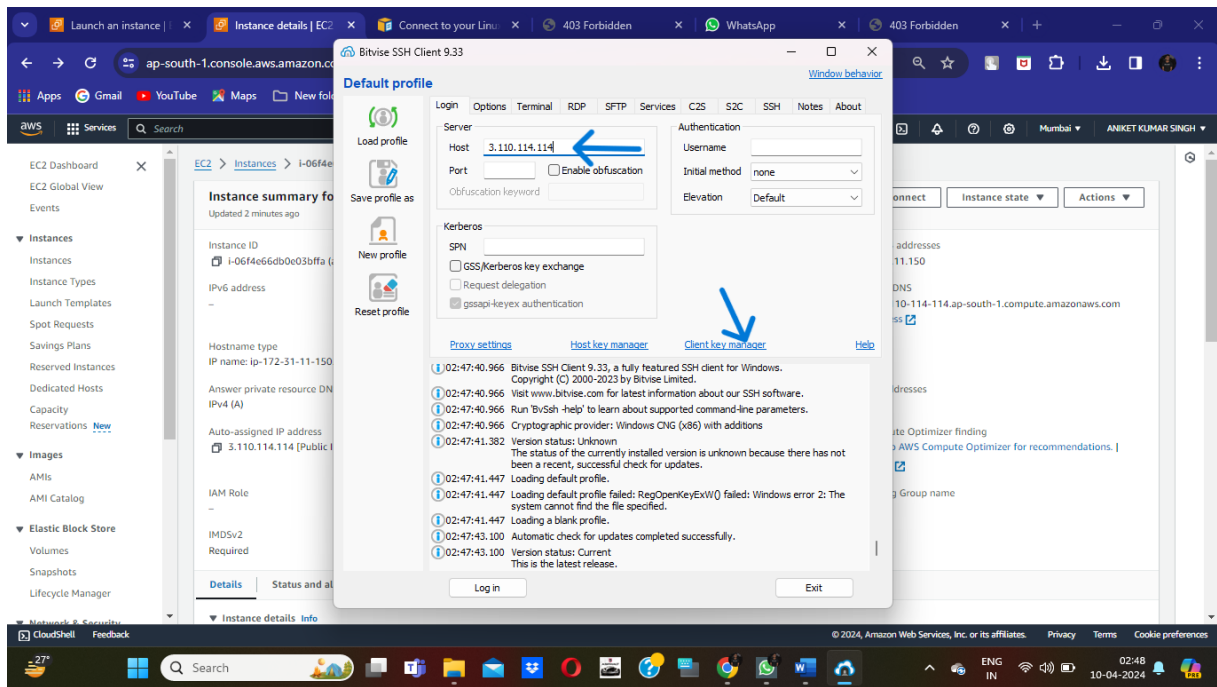 Launch an instance |
Instance details | EC2
Connect to your Linu
403 Forbidden
WhatsApp
403 Forbidden
ap-south-1.console.aws.amazon.co
Apps
Gmail
YouTube
Maps
New fol
aws
Services
Search
Mumbai
ANIKET KUMAR SINGH
EC2 Dashboard
EC2 Global View
Events
Instances
Instances
Instance Types
Launch Templates
Spot Requests
Savings Plans
Reserved Instances
Dedicated Hosts
Capacity
Reservations New
Images
AMIs
AMI Catalog
Elastic Block Store
Volumes
Snapshots
Lifecycle Manager
Network & Security
EC2 > Instances > i-06f4e
Instance summary fo
Updated 2 minutes ago
Instance ID
i-06f4e66db0e03bffa (
IPv6 address
–
Hostname type
IP name: ip-172-31-11-150
Answer private resource DN
IPv4 (A)
Auto-assigned IP address
3.110.114.114 [Public I
IAM Role
–
IMDSv2
Required
Details
Status and al
Instance details Info
Bitvise SSH Client 9.33
Default profile
Window behavior
Load profile
Save profile as
New profile
Reset profile
Login Options Terminal RDP SFTP Services C2S S2C SSH Notes About
Server
Host 3.110.114.114
Port
Enable obfuscation
Obfuscation keyword
Kerberos
SPN
GSS/Kerberos key exchange
Request delegation
gssapi-keyex authentication
Authentication
Username
Initial method none
Elevation Default
Proxy settings
Host key manager
Client key manager
Help
02:47:40.966 Bitvise SSH Client 9.33, a fully featured SSH client for Windows.
Copyright (C) 2000-2023 by Bitvise Limited.
02:47:40.966 Visit www.bitvise.com for latest information about our SSH software.
02:47:40.966 Run 'BvSsh -help' to learn about supported command-line parameters.
02:47:40.966 Cryptographic provider: Windows CNG (x86) with additions
02:47:41.382 Version status: Unknown
The status of the currently installed version is unknown because there has not
been a recent, successful check for updates.
02:47:41.447 Loading default profile.
02:47:41.447 Loading default profile failed: RegOpenKeyExW() failed: Windows error 2: The
system cannot find the file specified.
02:47:41.447 Loading a blank profile.
02:47:43.100 Automatic check for updates completed successfully.
02:47:43.100 Version status: Current
This is the latest release.
Log in
Exit
onnect
Instance state
Actions
addresses
11.150
DNS
10-114-114.ap-south-1.compute.amazonaws.com
ss
dresses
ute Optimizer finding
AWS Compute Optimizer for recommendations. |
g Group name
CloudShell
Feedback
© 2024, Amazon Web Services, Inc. or its affiliates.
Privacy
Terms
Cookie preferences
27°
Search
ENG
IN
02:48
10-04-2024
PRE